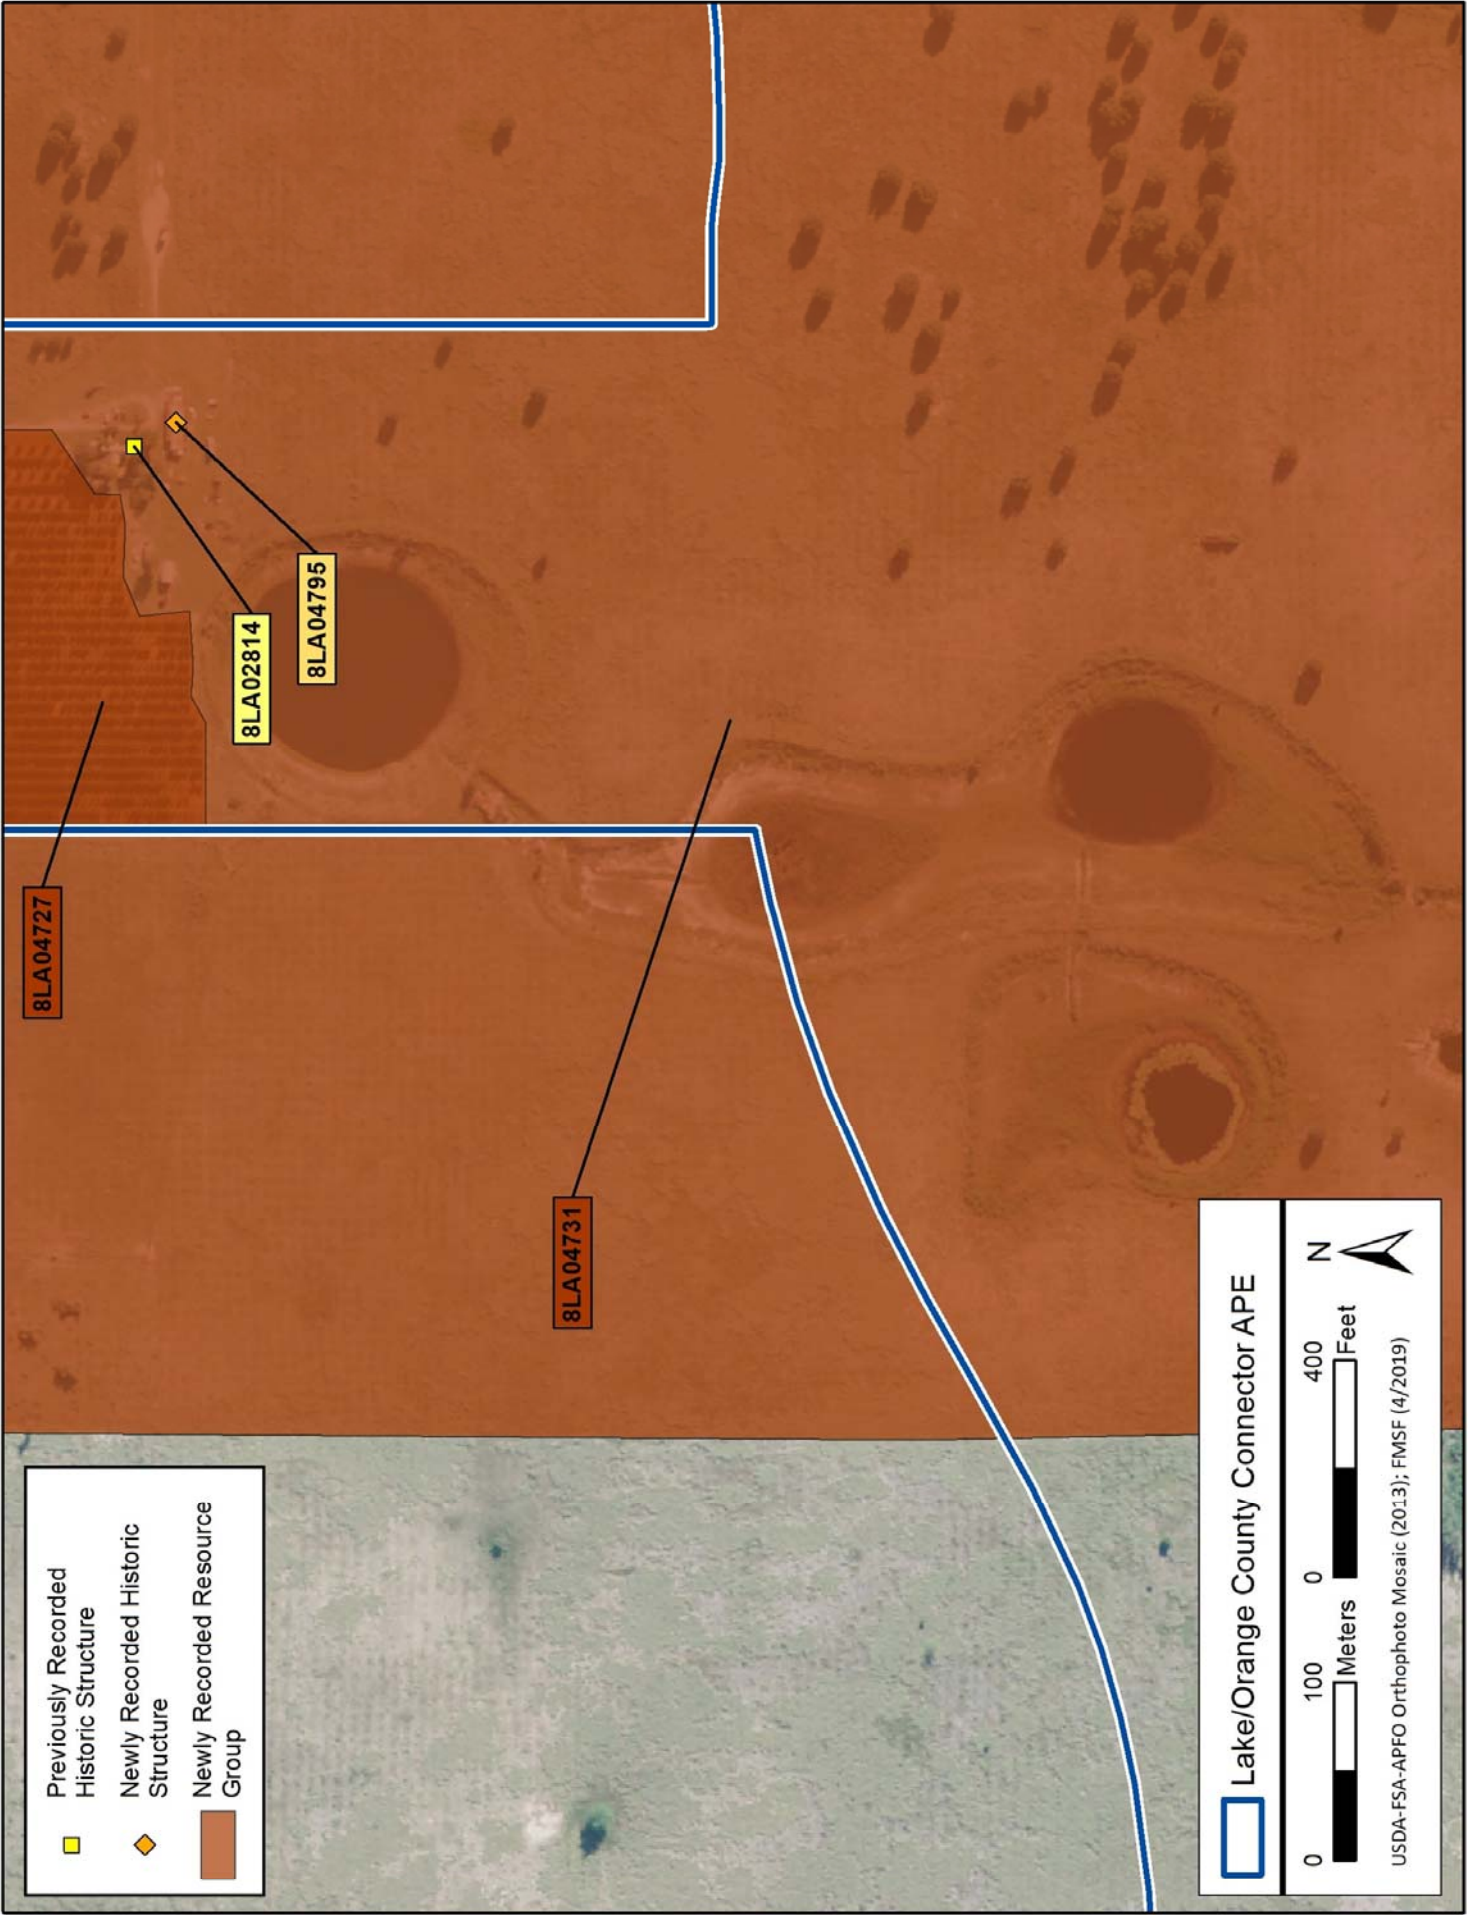 Previously Recorded
Historic Structure
Newly Recorded Historic
Structure
Newly Recorded Resource
Group
8LA04727
8LA02814
8LA04795
8LA04731
Lake/Orange County Connector APE
0 100
Meters
0 400
Feet
N
USDA-FSA-APFO Orthophoto Mosaic (2013); FMSF (4/2019)